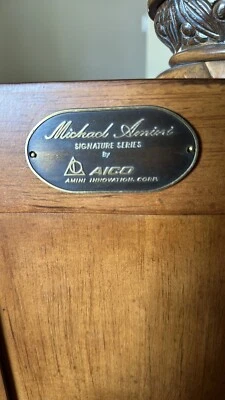 Michael Amini
SIGNATURE SERIES
By
AICO
AMINI INNOVATION, CORP.